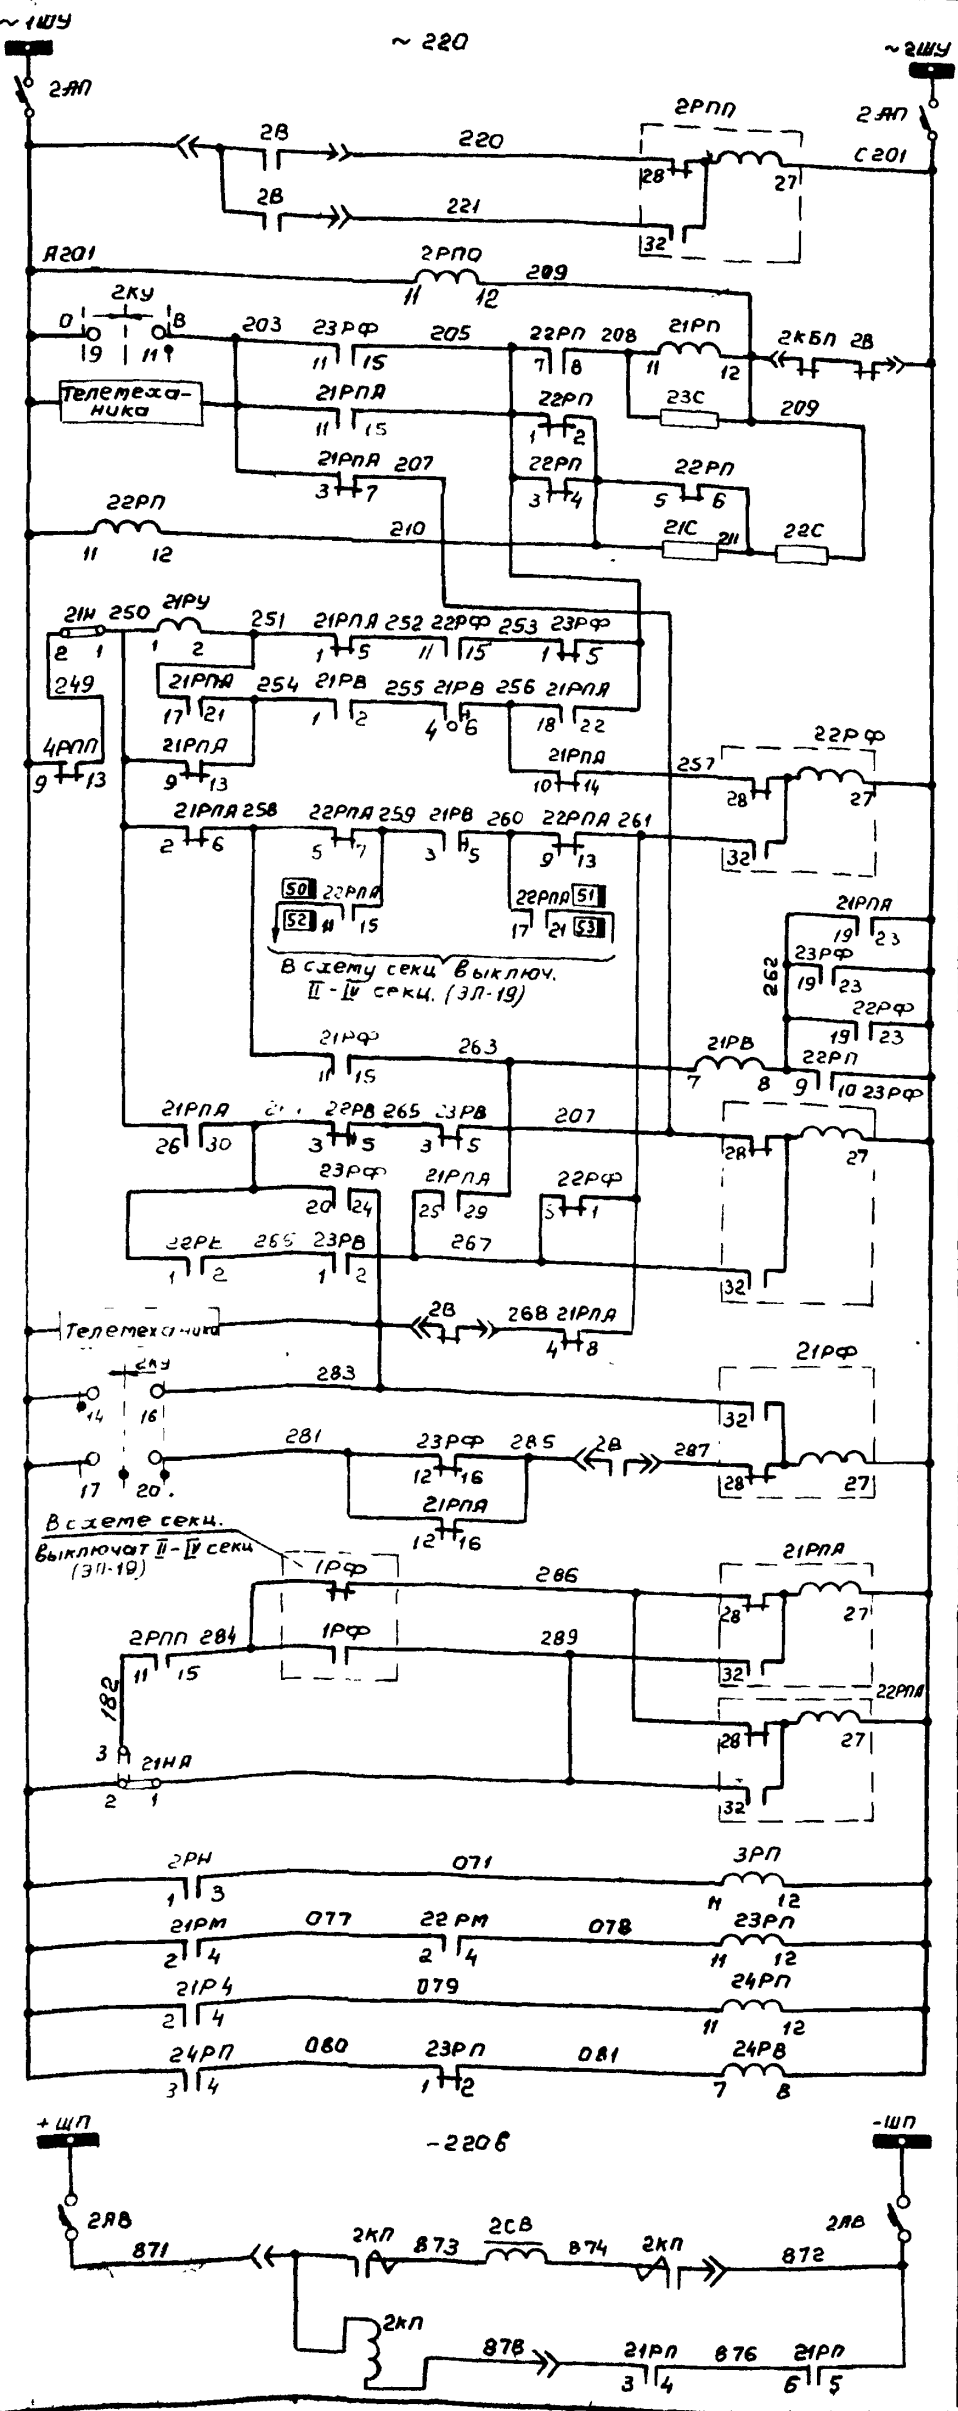 ~ 1ШУ
~ 220
~ 2ШУ
2АП
2АП
2РПП
2В
220
С201
28
27
2В
221
32
А201
2РПО
209
11 12
2КУ
О В
9 11
203
23РФ
11 15
205
22РП
7 8
208
21РП
11 12
2КБП 2В
Телемеха-
ника
21РПА
11 15
22РП
1 2
23С
209
21РПА
3 7
207
22РП
3 4
22РП
5 6
22РП
11 12
210
21С
211
22С
21Н
2 1
250
21РУ
1 2
251
21РПА
1 5
252
22РФ
11 15
253
23РФ
1 5
249
21РПА
17 21
254
21РВ
1 2
255
21РВ
4 6
256
21РПА
18 22
4РПП
9 13
21РПА
9 13
21РПА
10 14
257
22РФ
28
27
32
21РПА
2 6
258
22РПА
5 7
259
21РВ
3 5
260
22РПА
9 13
261
50
52
22РПА
11 15
22РПА
17 21
51
53
В схему секц выключ.
II - IV секц. (ЭЛ-19)
262
21РПА
19 23
23РФ
19 23
22РФ
19 23
21РФ
11 15
263
21РВ
7 8
22РП
9 10
23РФ
21РПА
26 30
22РВ
3 5
265
23РВ
3 5
207
28
27
23РФ
20 24
21РПА
25 29
22РФ
1
1 2
23РВ
1 2
267
32
Телемеханика
2В
268
21РПА
4 8
2КУ
14 16
283
21РФ
32
17 20
281
23РФ
12 16
285
2В
287
28
27
21РПА
12 16
В схеме секц.
выключат II - IV секц
(ЭЛ-19)
1РФ
286
21РПА
28
27
2РПП
11 15
284
1РФ
289
32
182
22РПА
28
27
3
21НА
2 1
32
2РН
1 3
071
3РП
11 12
21РМ
2 4
077
22РМ
2 4
078
23РП
11 12
21РЧ
2 4
079
24РП
11 12
24РП
3 4
080
23РП
1 2
081
24РВ
7 8
+ ШП
-220в
-ШП
2АВ
2АВ
871
2КП
873
2СВ
874
2КП
872
2КП
878
21РП
3 4
876
21РП
6 5